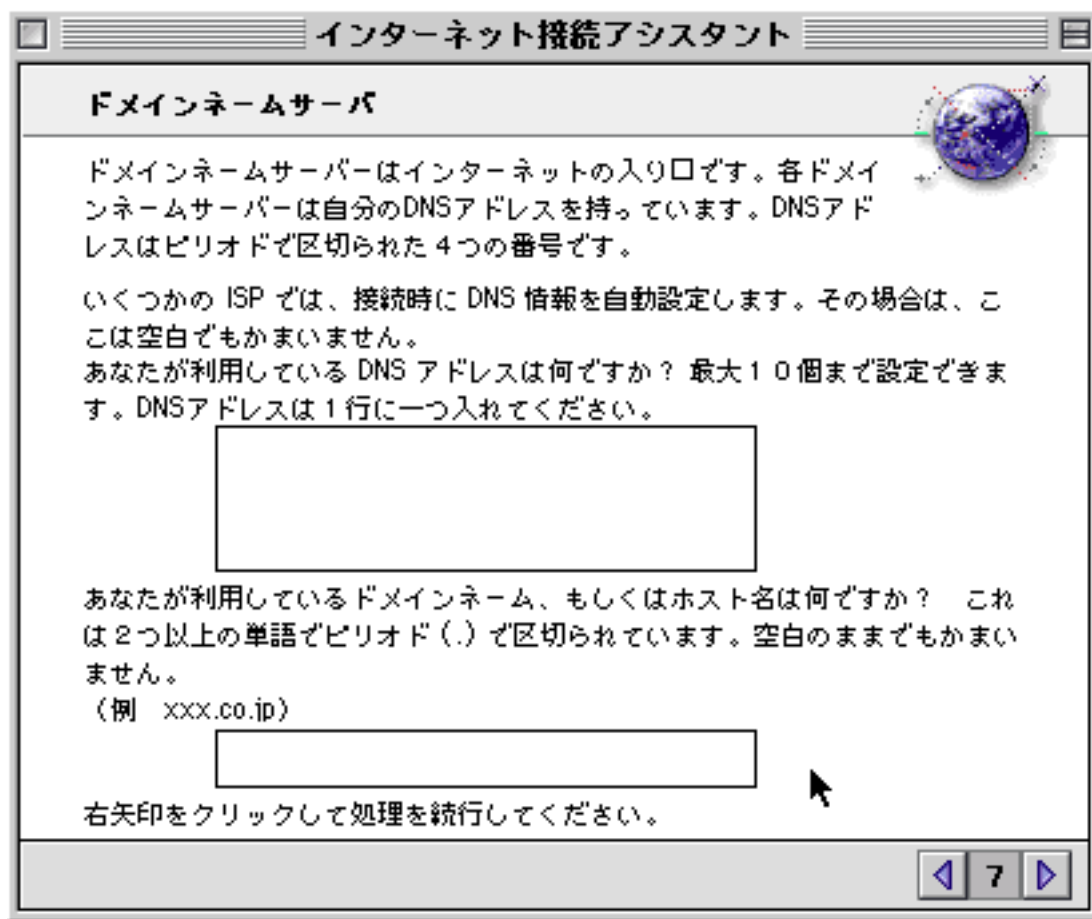 インターネット接続アシスタント
ドメインネームサーバ
ドメインネームサーバーはインターネットの入り口です。各ドメイ
ンネームサーバーは自分のDNSアドレスを持っています。DNSアド
レスはピリオドで区切られた４つの番号です。
いくつかの ISP では、接続時に DNS 情報を自動設定します。その場合は、こ
こは空白でもかまいません。
あなたが利用している DNS アドレスは何ですか？ 最大１０個まで設定できま
す。DNSアドレスは１行に一つ入れてください。
あなたが利用しているドメインネーム、もしくはホスト名は何ですか？　これ
は２つ以上の単語でピリオド（.）で区切られています。空白のままでもかまい
ません。
（例　xxx.co.jp）
右矢印をクリックして処理を続行してください。
7